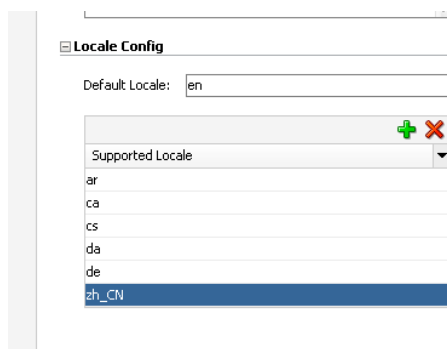 Locale Config
Default Locale: en
Supported Locale
ar
ca
cs
da
de
zh_CN